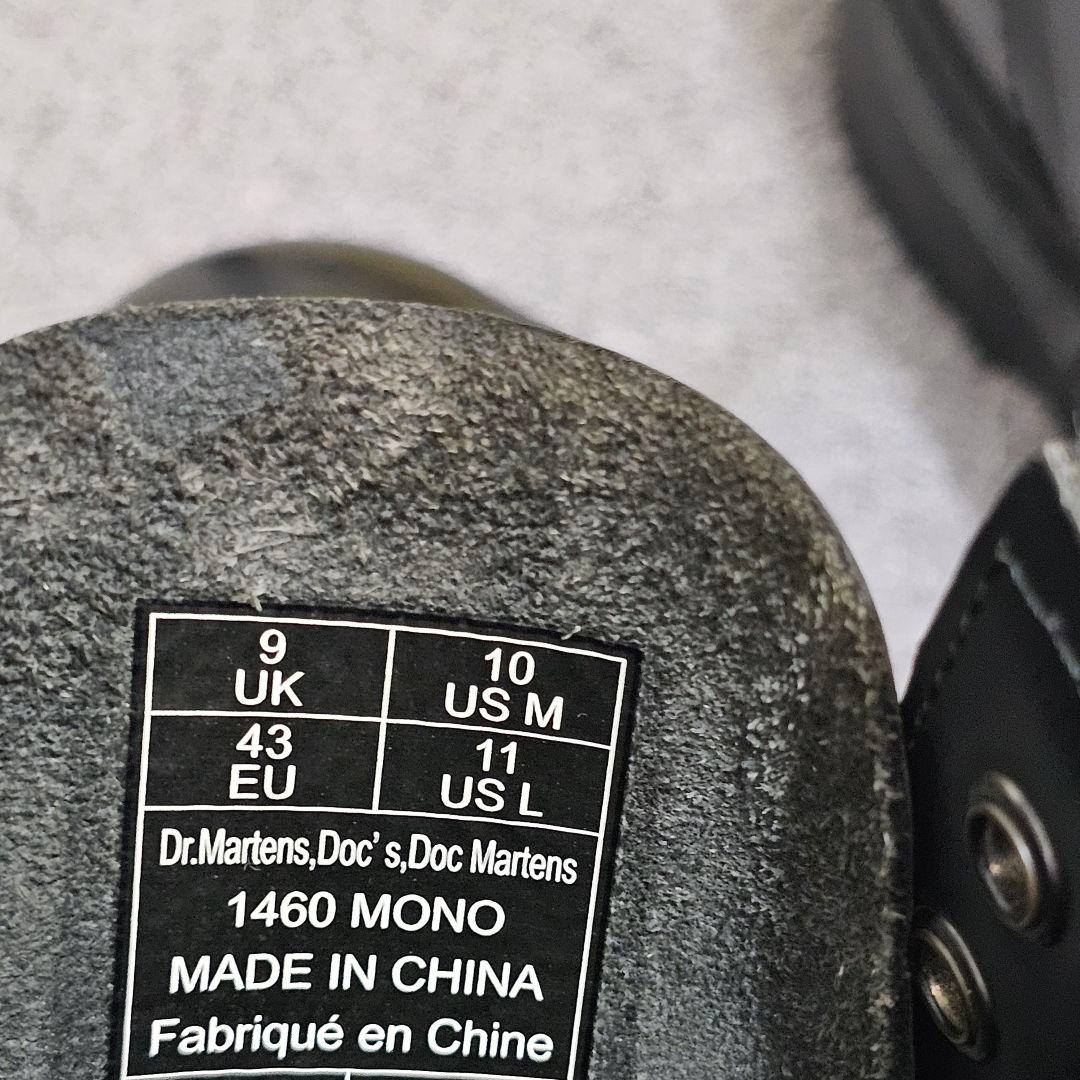 9
UK
10
US M
43
EU
11
US L
Dr.Martens,Doc's,Doc Martens
1460 MONO
MADE IN CHINA
Fabriqué en Chine